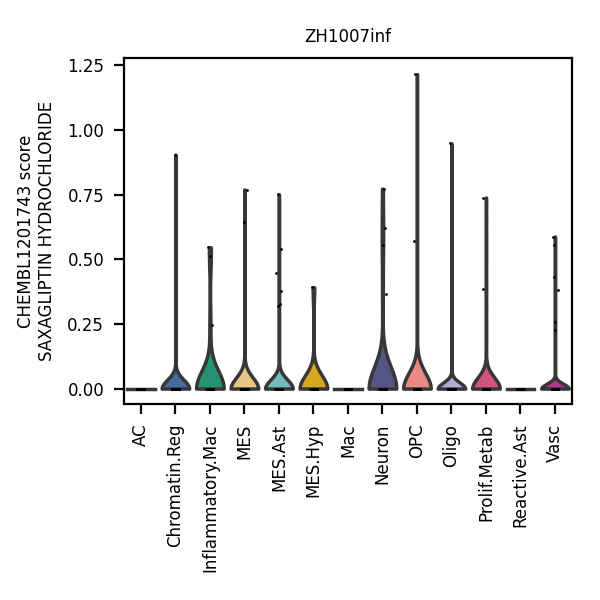 ZH1007inf
CHEMBL1201743 score
SAXAGLIPTIN HYDROCHLORIDE
1.25
1.00
0.75
0.50
0.25
0.00
AC
Chromatin.Reg
Inflammatory.Mac
MES
MES.Ast
MES.Hyp
Mac
Neuron
OPC
Oligo
Prolif.Metab
Reactive.Ast
Vasc